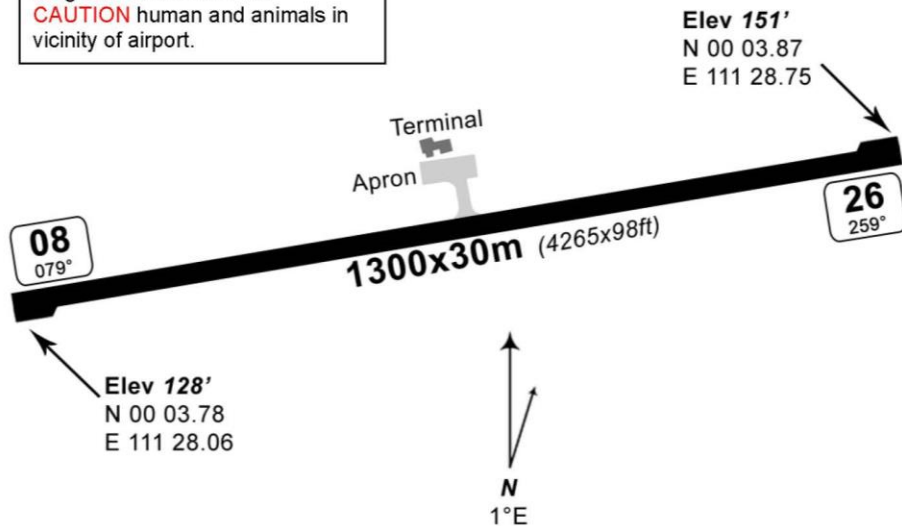 CAUTION human and animals in
vicinity of airport.
Elev 151'
N 00 03.87
E 111 28.75
Terminal
Apron
08
079°
26
259°
1300x30m (4265x98ft)
Elev 128'
N 00 03.78
E 111 28.06
N
1°E